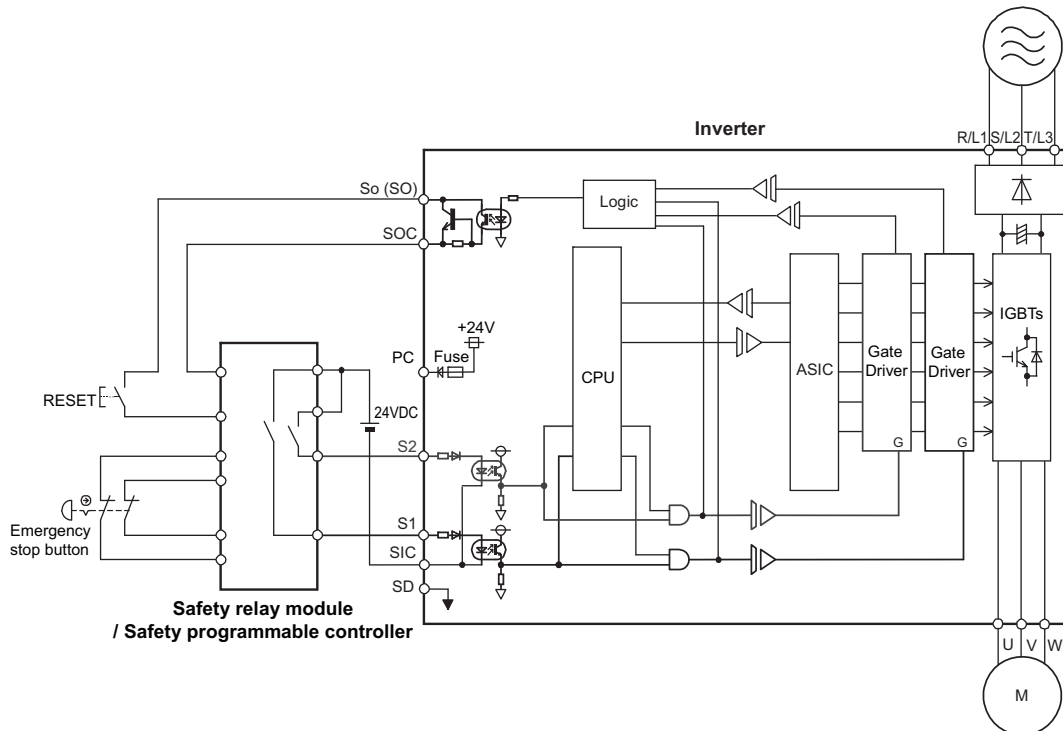 Inverter
R/L1 S/L2 T/L3
So (SO)
Logic
SOC
+24V
PC
Fuse
IGBTs
CPU
ASIC
Gate
Driver
Gate
Driver
RESET
24VDC
S2
G
G
Emergency
stop button
S1
SIC
SD
Safety relay module
/ Safety programmable controller
U
V
W
M